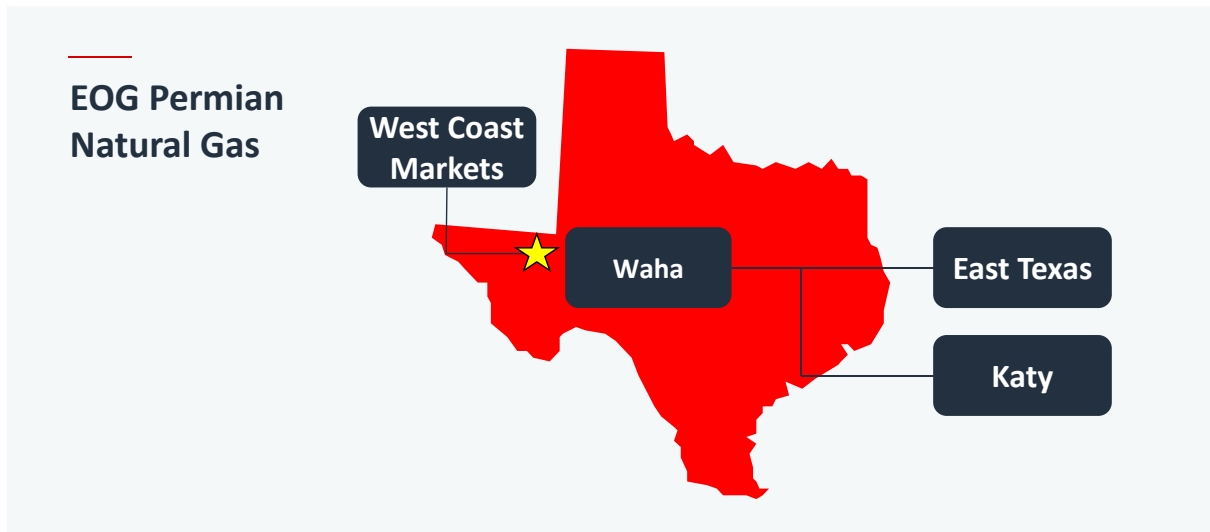 EOG Permian
Natural Gas
West Coast
Markets
Waha
East Texas
Katy